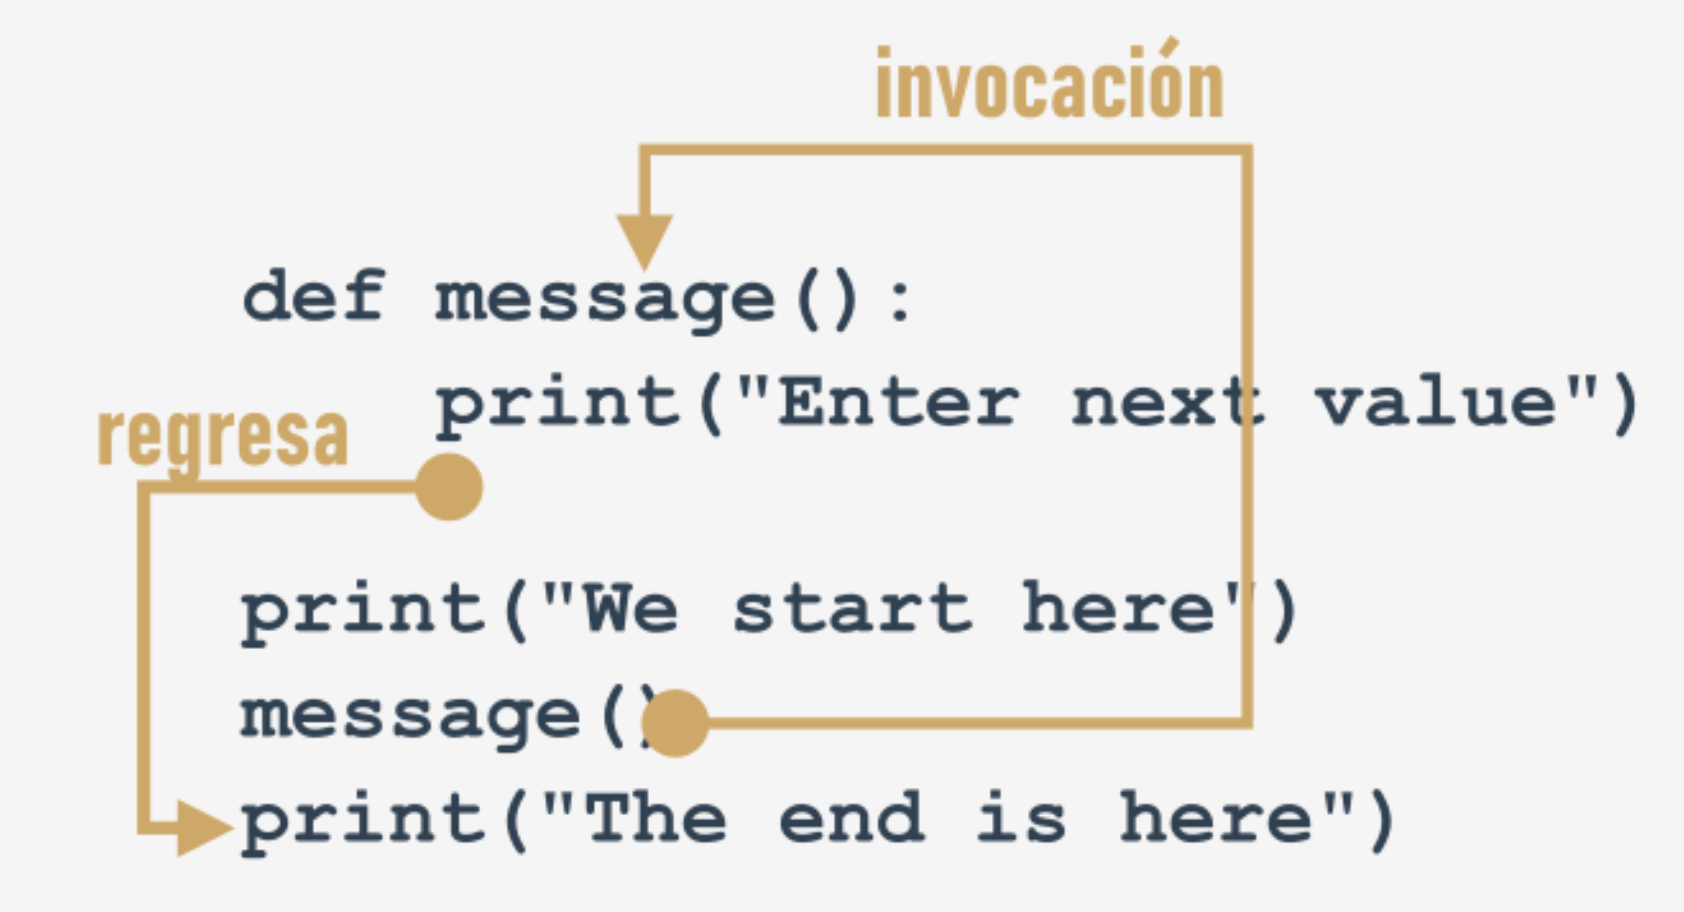 invocación
def message():
print("Enter next value")
regresa
print("We start here")
message()
print("The end is here")